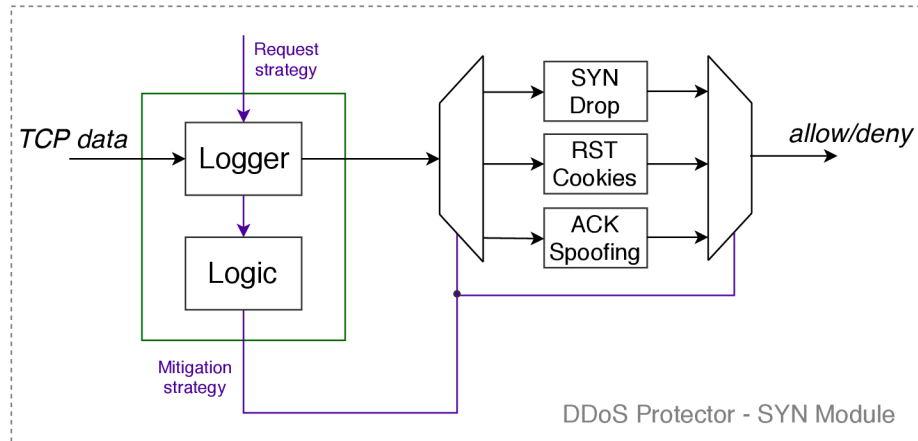 Request
strategy
TCP data
Logger
Logic
Mitigation
strategy
SYN
Drop
RST
Cookies
ACK
Spoofing
allow/deny
DDoS Protector - SYN Module